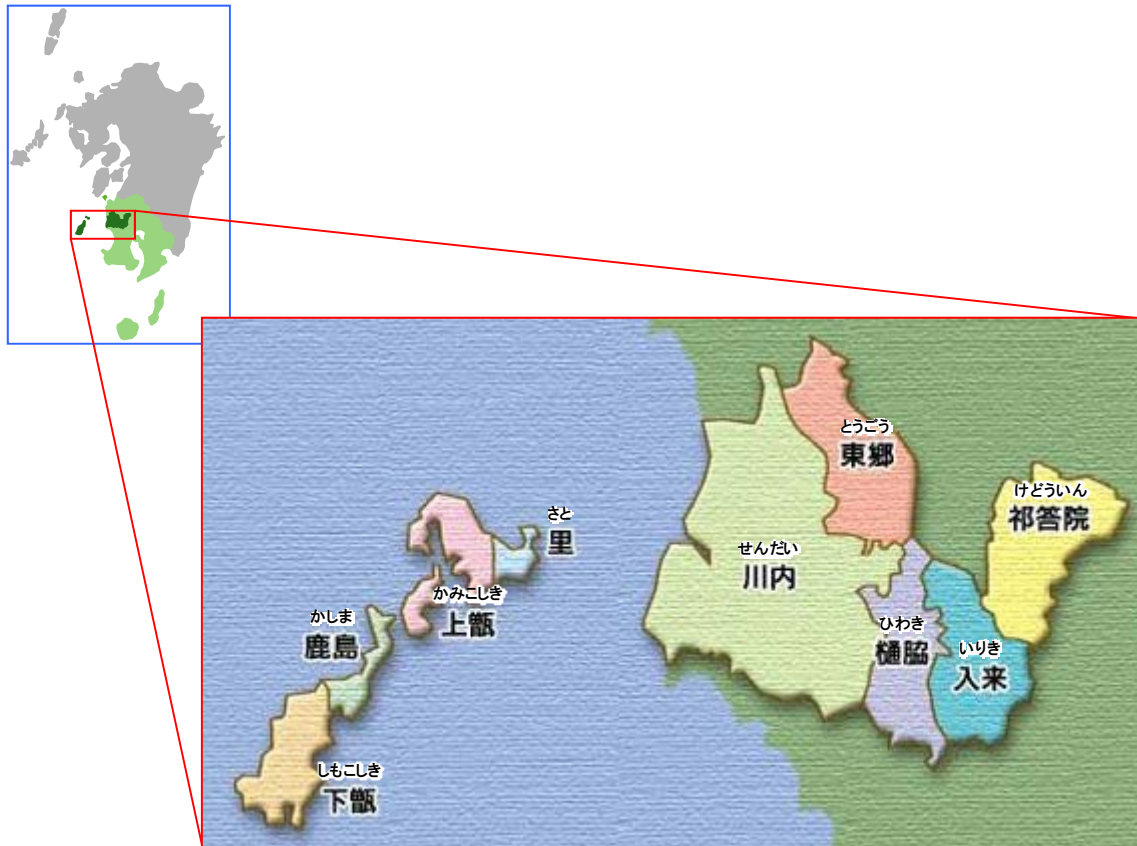 とうごう
東郷
けどういん
祁答院
さと
里
せんだい
川内
かみこしき
上甑
かしま
鹿島
ひわき
樋脇
いりき
入来
しもこしき
下甑